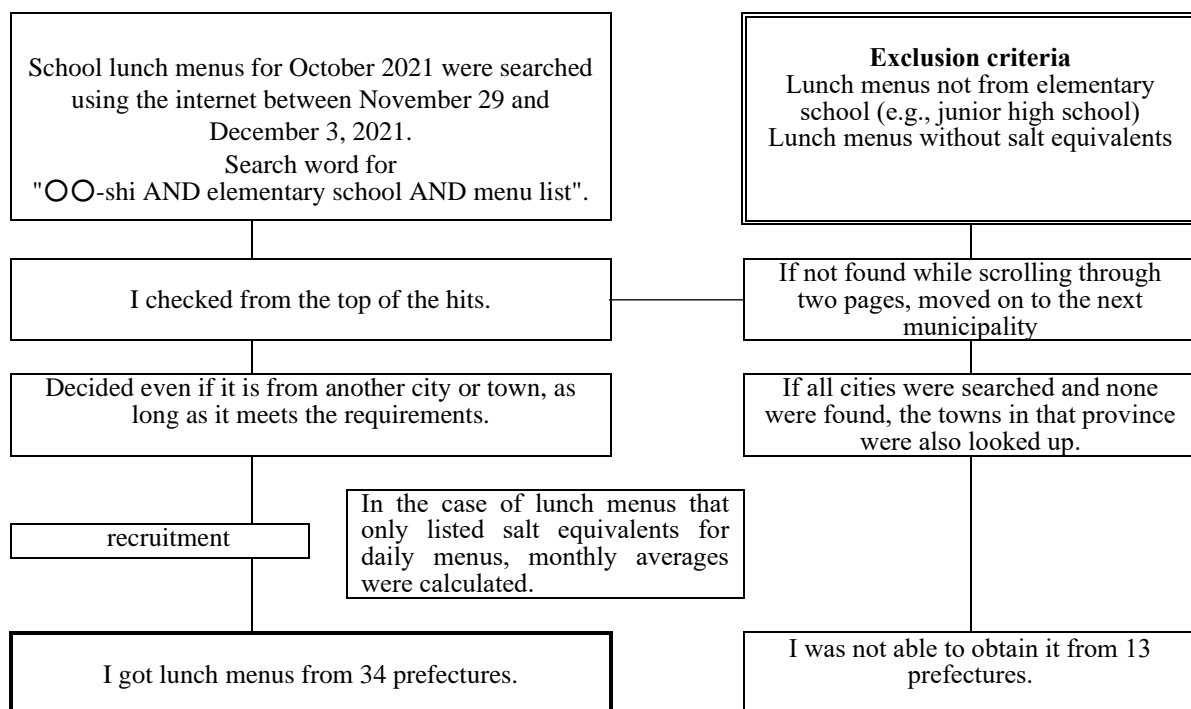 School lunch menus for October 2021 were searched
using the internet between November 29 and
December 3, 2021.
Search word for
"〇〇-shi AND elementary school AND menu list".
Exclusion criteria
Lunch menus not from elementary
school (e.g., junior high school)
Lunch menus without salt equivalents
I checked from the top of the hits.
If not found while scrolling through
two pages, moved on to the next
municipality
Decided even if it is from another city or town, as
long as it meets the requirements.
If all cities were searched and none
were found, the towns in that province
were also looked up.
recruitment
In the case of lunch menus that
only listed salt equivalents for
daily menus, monthly averages
were calculated.
I got lunch menus from 34 prefectures.
I was not able to obtain it from 13
prefectures.